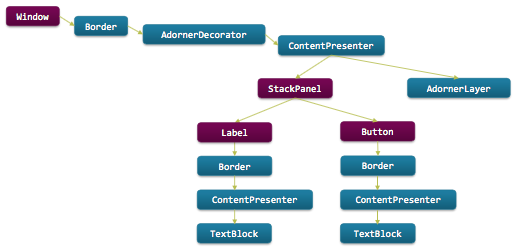 Window
Border
AdornerDecorator
ContentPresenter
StackPanel
AdornerLayer
Label
Button
Border
Border
ContentPresenter
ContentPresenter
TextBlock
TextBlock